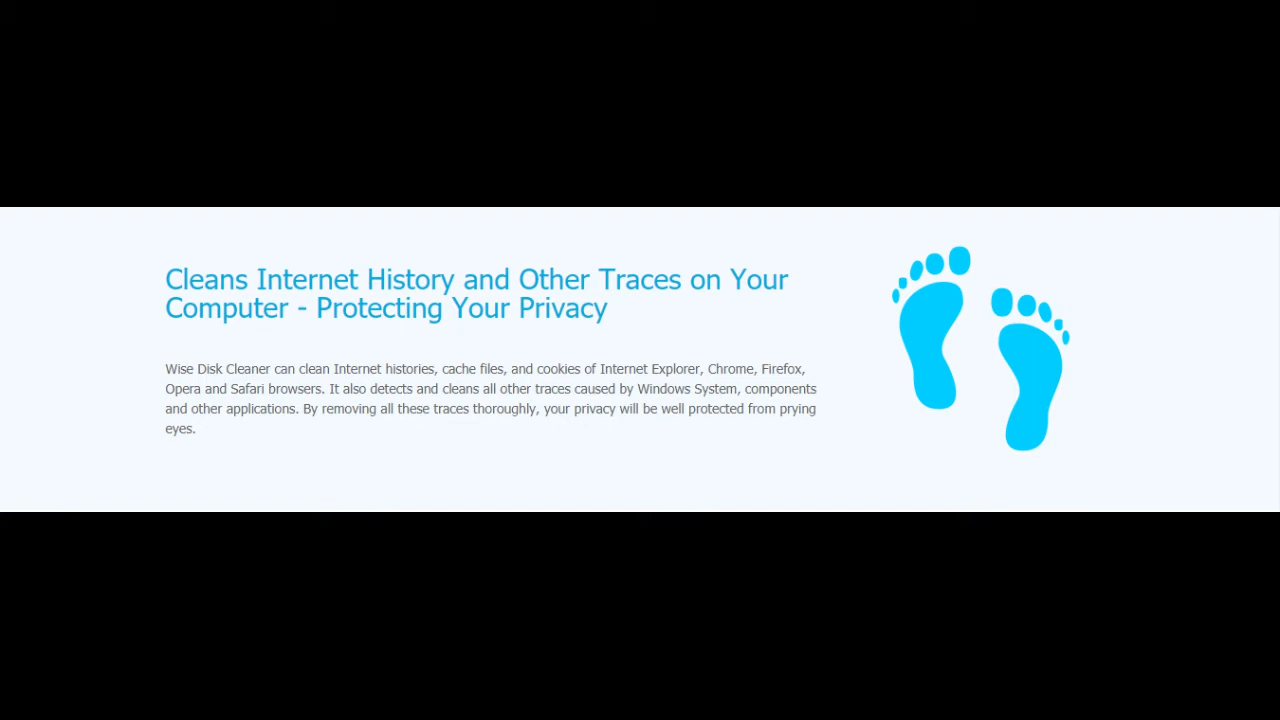 Cleans Internet History and Other Traces on Your
Computer - Protecting Your Privacy
Wise Disk Cleaner can clean Internet histories, cache files, and cookies of Internet Explorer, Chrome, Firefox,
Opera and Safari browsers. It also detects and cleans all other traces caused by Windows System, components
and other applications. By removing all these traces thoroughly, your privacy will be well protected from prying
eyes.